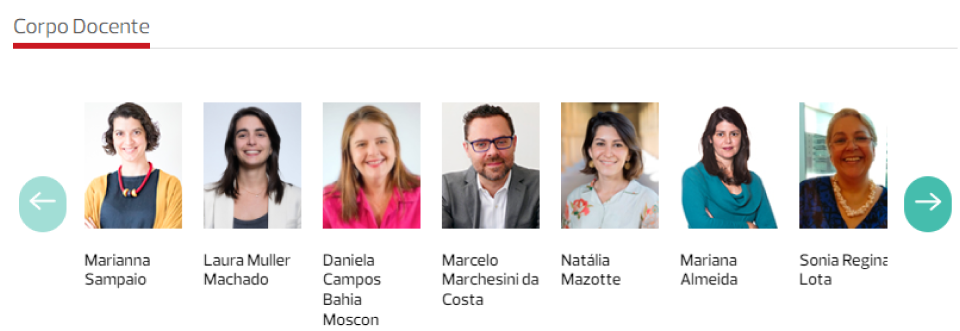 Corpo Docente
Marianna
Sampaio
Laura Muller
Machado
Daniela
Campos
Bahia
Moscon
Marcelo
Marchesini da
Costa
Natália
Mazotte
Mariana
Almeida
Sonia Regina
Lota